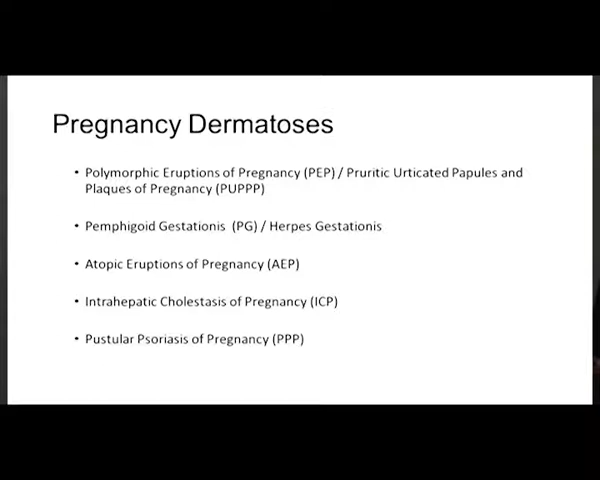 Pregnancy Dermatoses
• Polymorphic Eruptions of Pregnancy (PEP) / Pruritic Urticated Papules and
Plaques of Pregnancy (PUPPP)
• Pemphigoid Gestationis (PG) / Herpes Gestationis
• Atopic Eruptions of Pregnancy (AEP)
• Intrahepatic Cholestasis of Pregnancy (ICP)
• Pustular Psoriasis of Pregnancy (PPP)